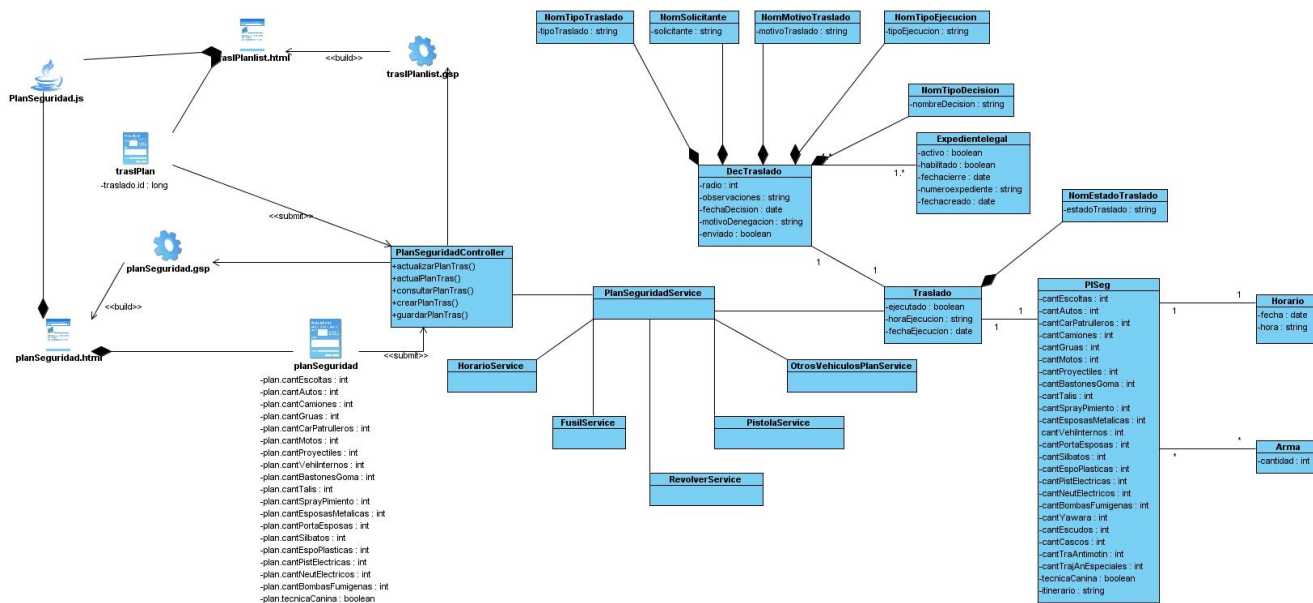 NomTipoTraslado
-tipoTraslado : string
NomSolicitante
-solicitante : string
NomMotivoTraslado
-motivoTraslado : string
NomTipoEjecucion
-tipoEjecucion : string
traslPlanlist.html
<<build>>
traslPlanlist.gsp
PlanSeguridad.js
NomTipoDecision
-nombreDecision : string
traslPlan
-traslado.id : long
Expedientelegal
-activo : boolean
-habilitado : boolean
-fechacierre : date
-numeroexpediente : string
-fechacreado : date
1..*
1..*
DecTraslado
-radio : int
-observaciones : string
-fechaDecision : date
-motivoDenegacion : string
-enviado : boolean
NomEstadoTraslado
-estadoTraslado : string
<<submit>>
planSeguridad.gsp
<<build>>
PlanSeguridadController
+actualizarPlanTras()
+actualPlanTras()
+consultarPlanTras()
+crearPlanTras()
+guardarPlanTras()
1
1
PlanSeguridadService
Traslado
-ejecutado : boolean
-horaEjecucion : string
-fechaEjecucion : date
1
1
PlSeg
-cantEscoltas : int
-cantAutos : int
-cantCarPatrulleros : int
-cantCamiones : int
-cantGruas : int
-cantMotos : int
-cantProyectiles : int
-cantBastonesGoma : int
-cantTalis : int
-cantSprayPimiento : int
-cantEsposasMetalicas : int
cantVehiInternos : int
-cantPortaEsposas : int
-cantSilbatos : int
-cantEspoPlasticas : int
-cantPistElectricas : int
-cantNeutElectricos : int
-cantBombasFumigenas : int
-cantYawara : int
-cantEscudos : int
-cantCascos : int
-cantTraAntimotin : int
-cantTrajAnEspeciales : int
-tecnicaCanina : boolean
-itinerario : string
1
1
Horario
-fecha : date
-hora : string
*
*
Arma
-cantidad : int
planSeguridad.html
<<submit>>
planSeguridad
-plan.cantEscoltas : int
-plan.cantAutos : int
-plan.cantCamiones : int
-plan.cantGruas : int
-plan.cantCarPatrulleros : int
-plan.cantMotos : int
-plan.cantProyectiles : int
-plan.cantVehiInternos : int
-plan.cantBastonesGoma : int
-plan.cantTalis : int
-plan.cantSprayPimiento : int
-plan.cantEsposasMetalicas : int
-plan.cantPortaEsposas : int
-plan.cantSilbatos : int
-plan.cantEspoPlasticas : int
-plan.cantPistElectricas : int
-plan.cantNeutElectricos : int
-plan.cantBombasFumigenas : int
-plan.tecnicaCanina : boolean
HorarioService
OtrosVehiculosPlanService
FusilService
PistolaService
RevolverService